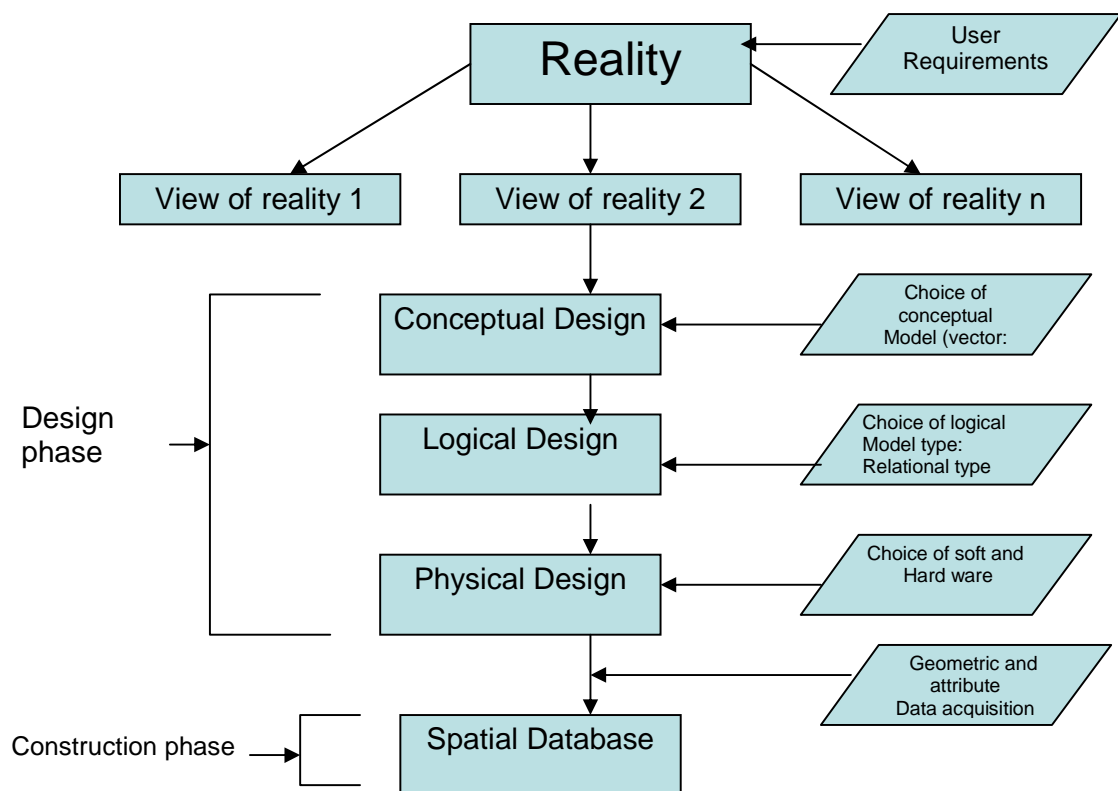 Reality
User
Requirements
View of reality 1
View of reality 2
View of reality n
Conceptual Design
Choice of
conceptual
Model (vector:
Design
phase
Logical Design
Choice of logical
Model type:
Relational type
Physical Design
Choice of soft and
Hard ware
Geometric and
attribute
Data acquisition
Construction phase
Spatial Database